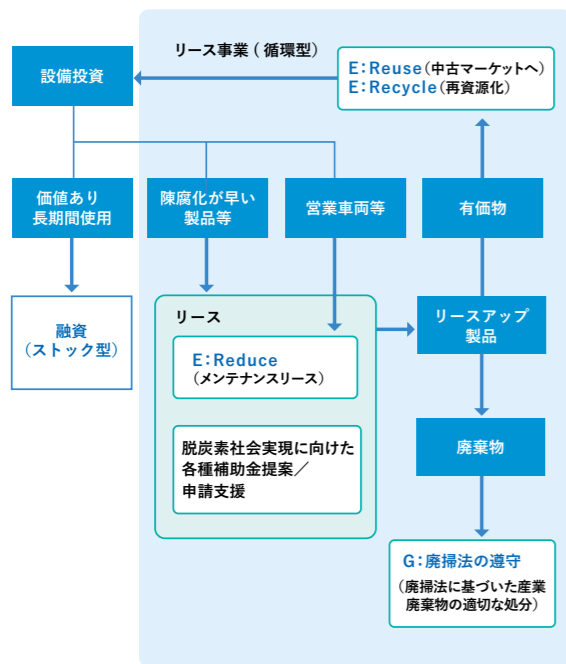 リース事業(循環型)
設備投資
E:Reuse(中古マーケットへ)
E:Recycle(再資源化)
価値あり
長期間使用
陳腐化が早い
製品等
営業車両等
有価物
融資
(ストック型)
リース
E:Reduce
(メンテナンスリース)
脱炭素社会実現に向けた
各種補助金提案/
申請支援
リースアップ
製品
廃棄物
G:廃掃法の遵守
(廃掃法に基づいた産業
廃棄物の適切な処分)